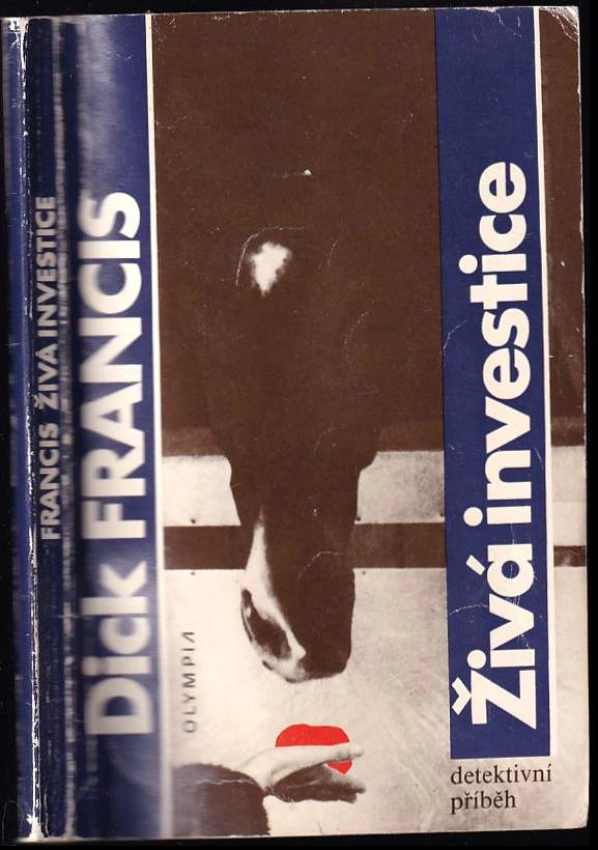 FRANCIS ŽIVÁ INVESTICE
Dick FRANCIS
OLYMPIA
Živá investice
detektivní
příběh